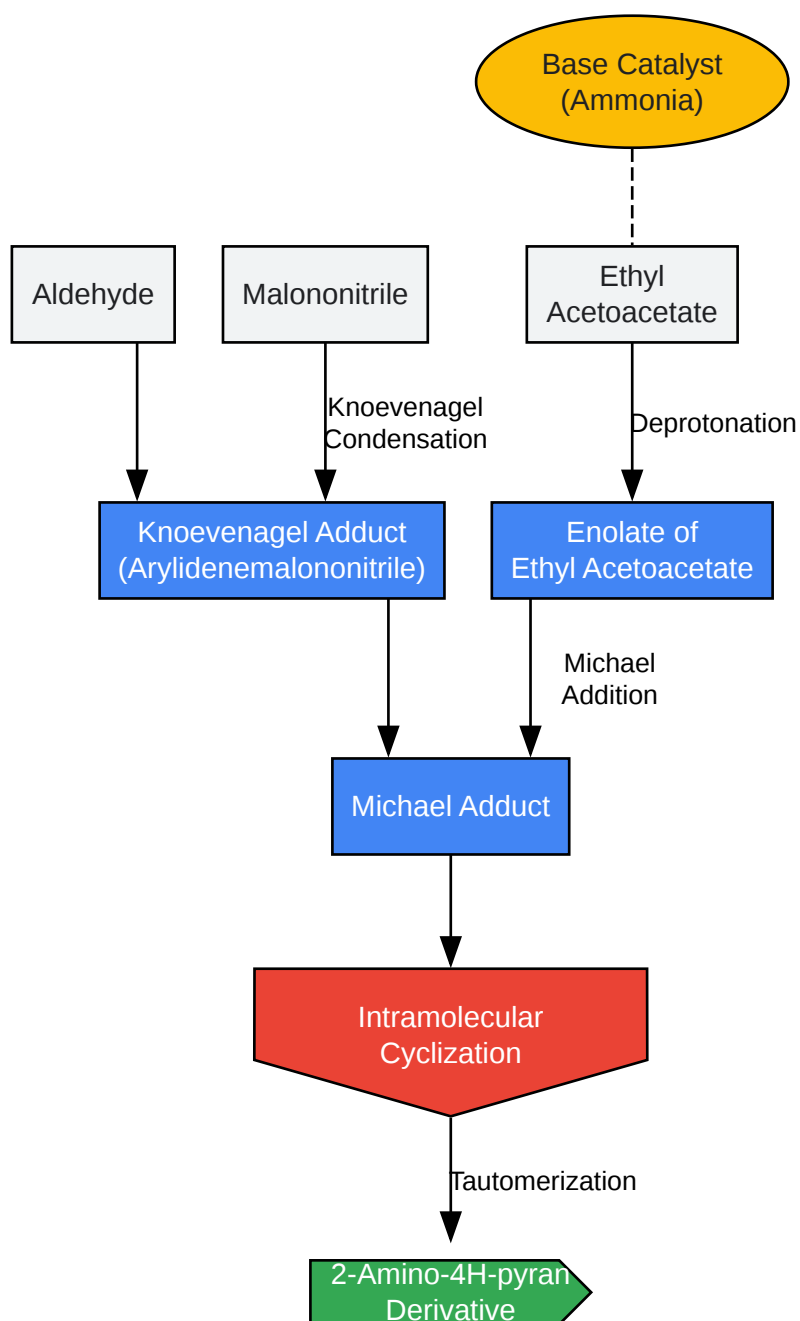 Base Catalyst
(Ammonia)
Aldehyde
Malononitrile
Ethyl
Acetoacetate
Knoevenagel
Condensation
Deprotonation
Knoevenagel Adduct
(Arylidenemalononitrile)
Enolate of
Ethyl Acetoacetate
Michael
Addition
Michael Adduct
Intramolecular
Cyclization
Tautomerization
2-Amino-4H-pyran
Derivative